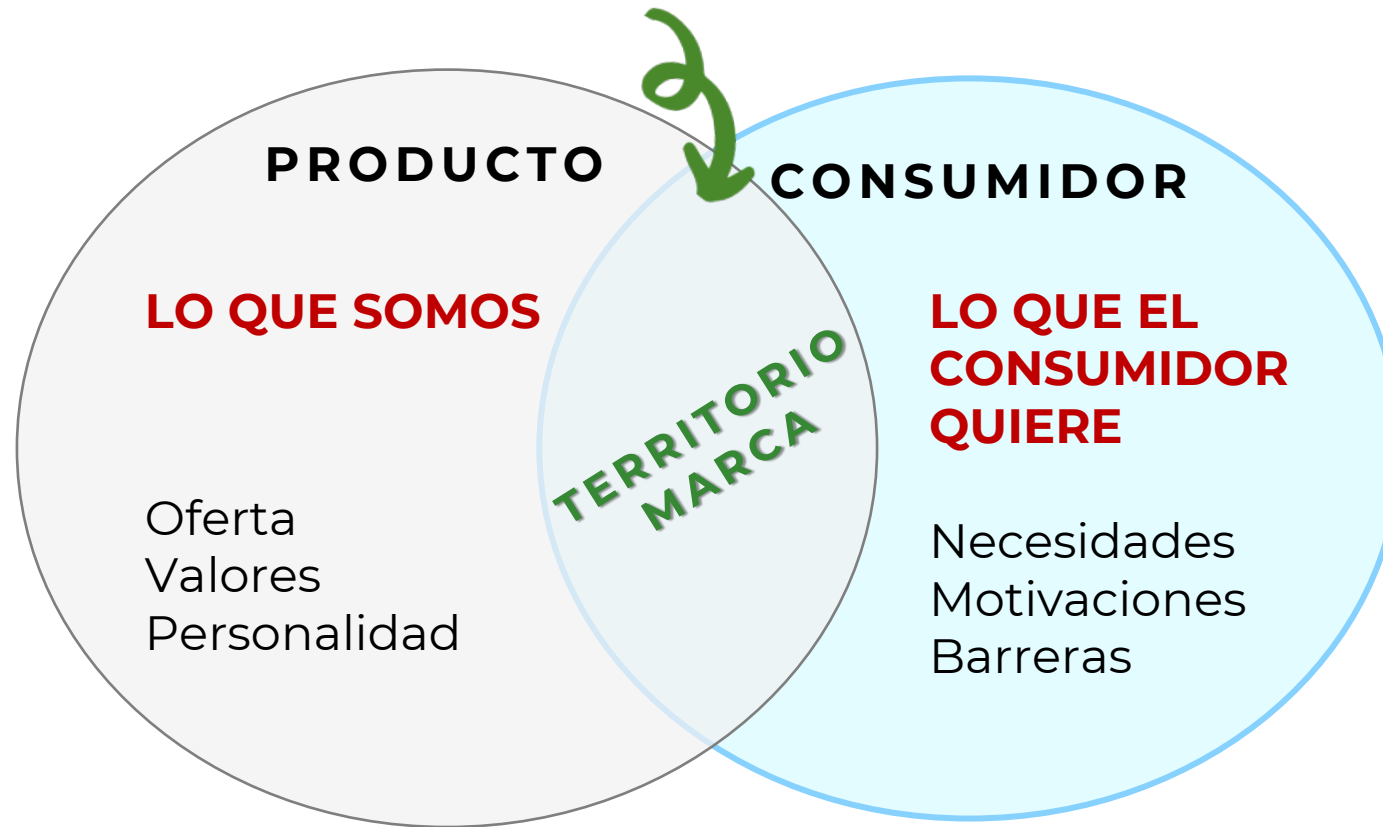 PRODUCTO
LO QUE SOMOS
Oferta
Valores
Personalidad
TERRITORIO
MARCA
CONSUMIDOR
LO QUE EL
CONSUMIDOR
QUIERE
Necesidades
Motivaciones
Barreras